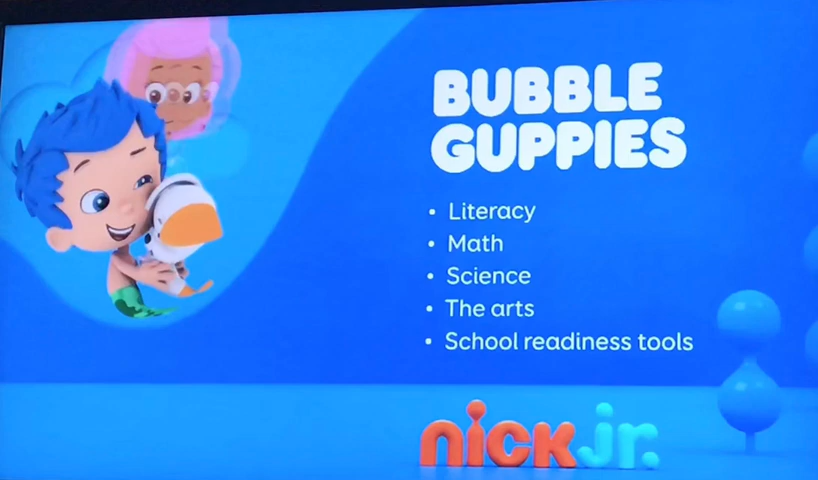 BUBBLE
GUPPIES
• Literacy
• Math
• Science
• The arts
• School readiness tools
nick jr.